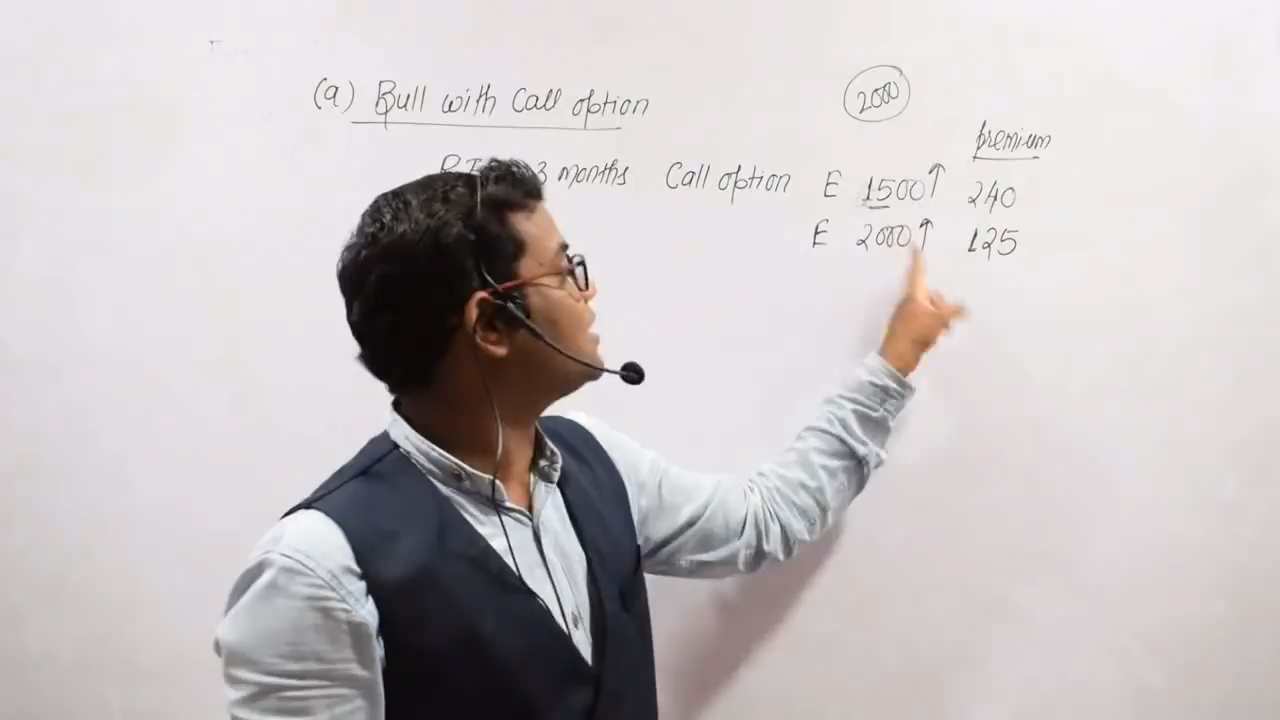 2000
(a) Bull with Call option
premium
3 months Call option E 1500↑ 240
E 2000↑ 125